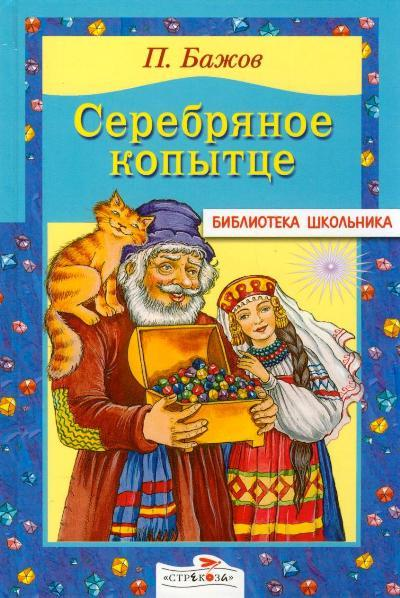 П. Бажов
Серебряное
копытце
БИБЛИОТЕКА ШКОЛЬНИКА
«СТРЕКОЗА»